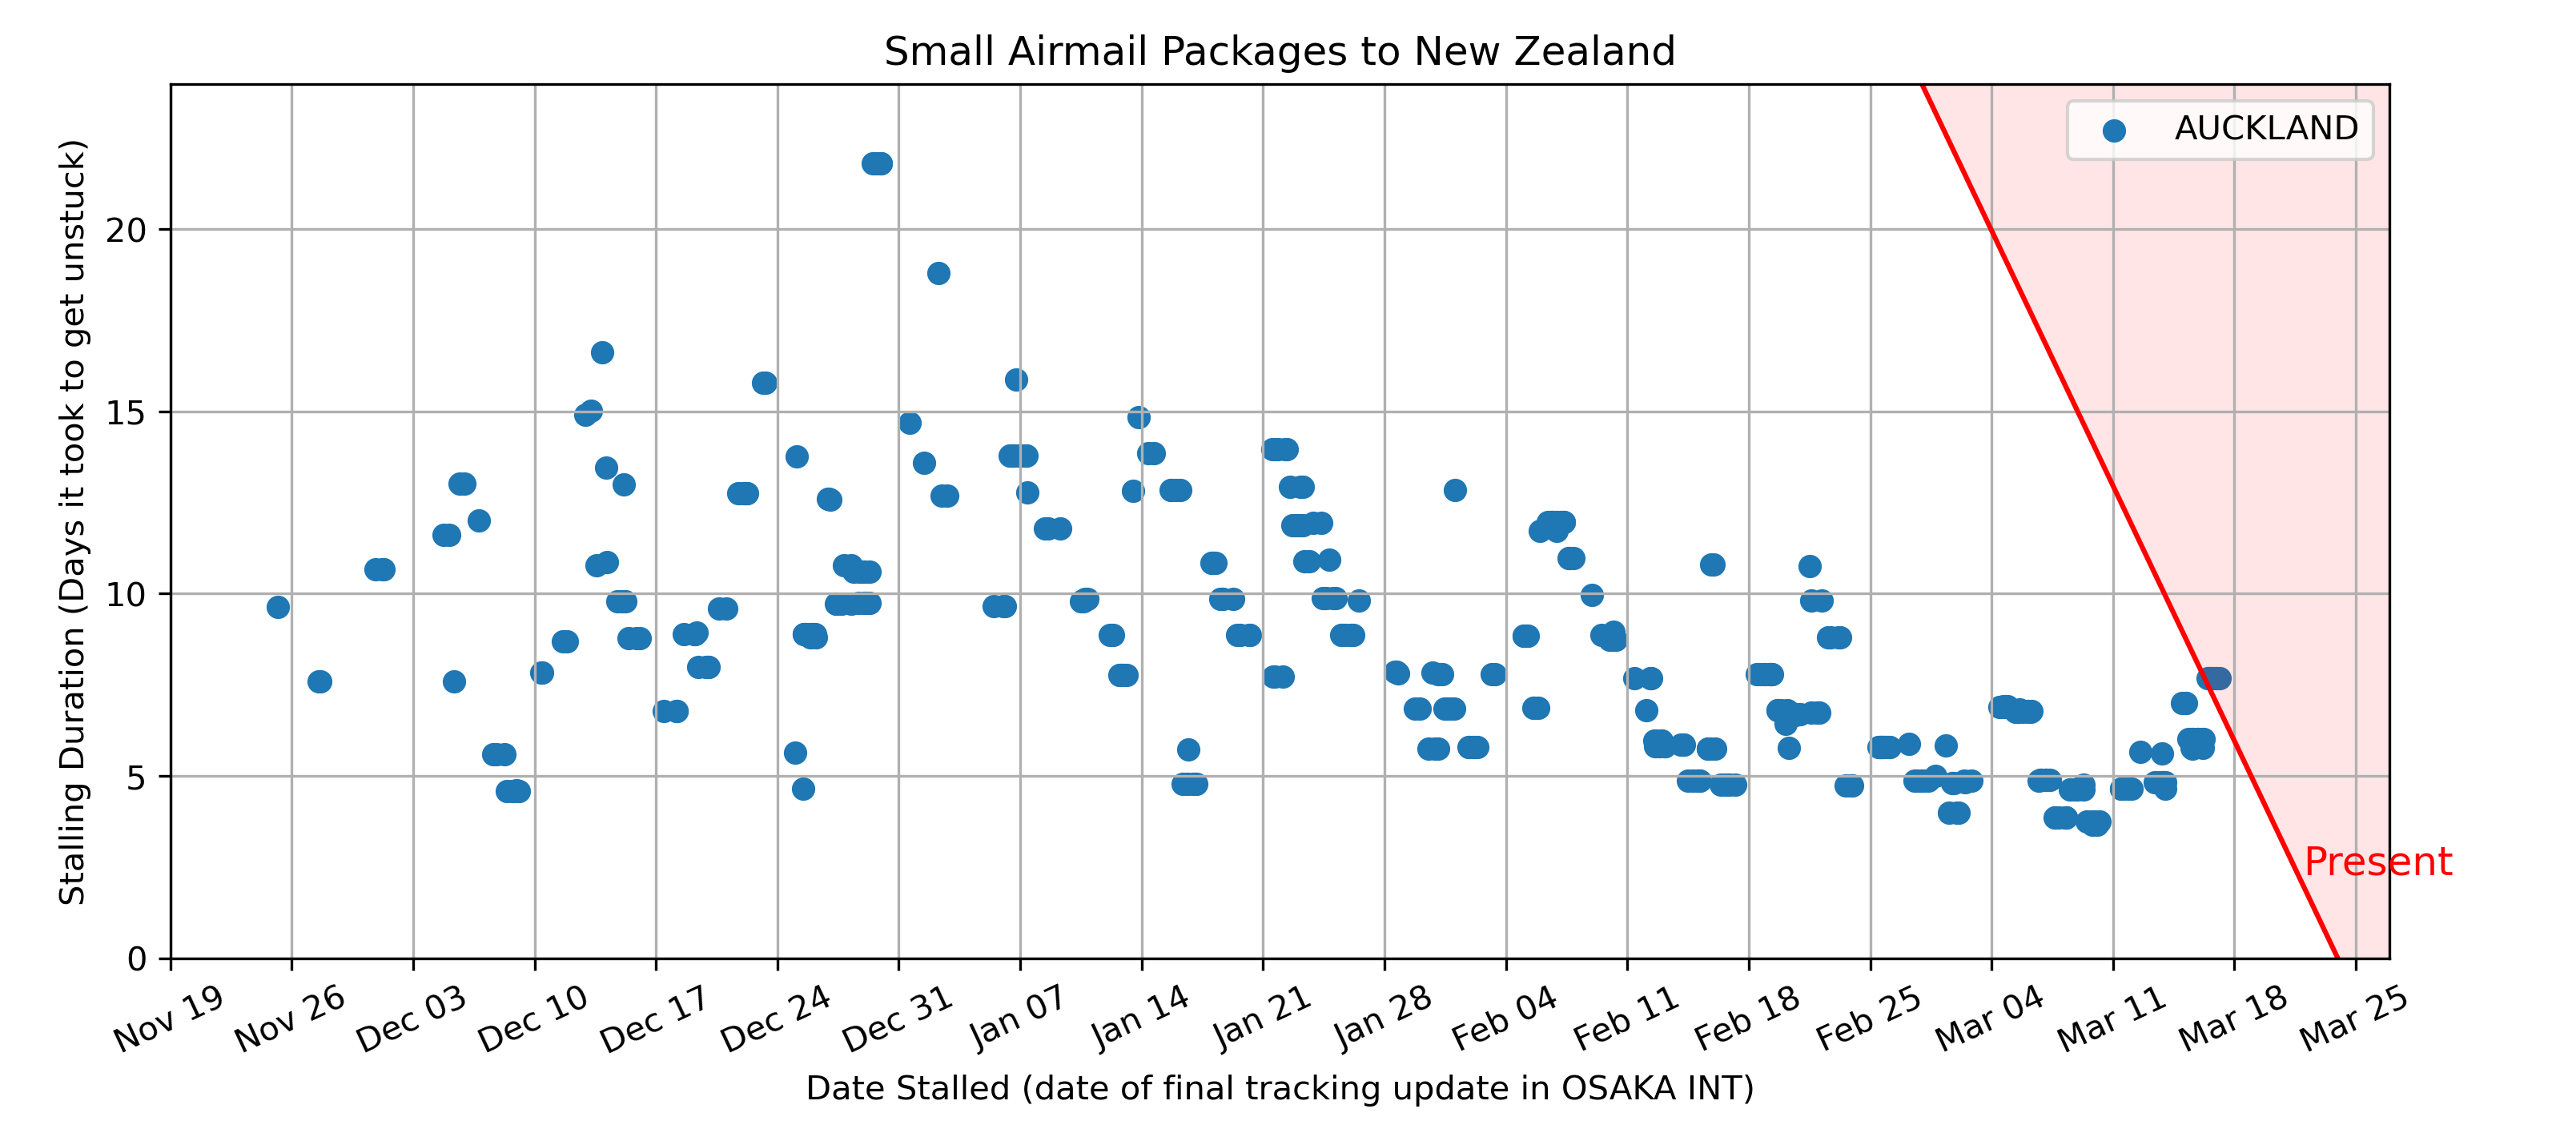 Small Airmail Packages to New Zealand
AUCKLAND
Stalling Duration (Days it took to get unstuck)
20
15
10
5
0
Present
Nov 19
Nov 26
Dec 03
Dec 10
Dec 17
Dec 24
Dec 31
Jan 07
Jan 14
Jan 21
Jan 28
Feb 04
Feb 11
Feb 18
Feb 25
Mar 04
Mar 11
Mar 18
Mar 25
Date Stalled (date of final tracking update in OSAKA INT)